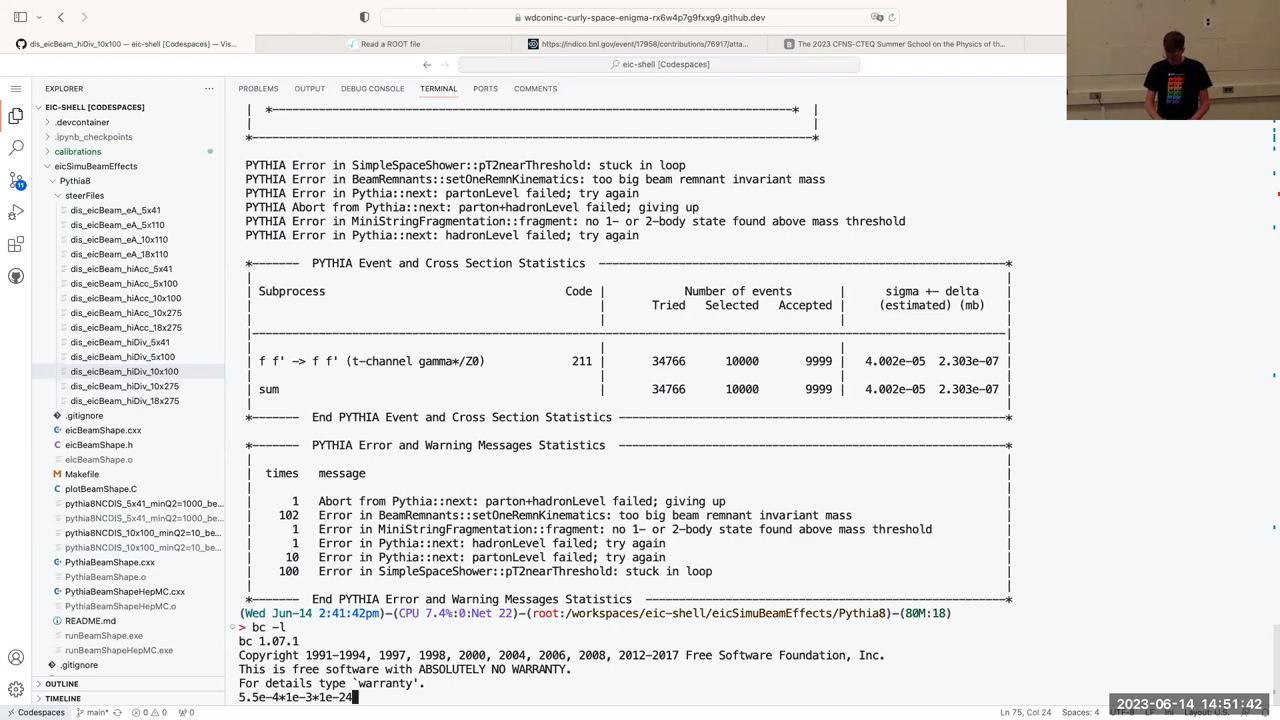 wdconinc-curly-space-enigma-rx6w4p7g9fxxg9.github.dev
dis_eicBeam_hiDiv_10x100 — eic-shell [Codespaces] — Vis...
Read a ROOT file
https://indico.bnl.gov/event/17958/contributions/76917/atta...
The 2023 CFNS-CTEQ Summer School on the Physics of th...
eic-shell [Codespaces]
EXPLORER
PROBLEMS OUTPUT DEBUG CONSOLE TERMINAL PORTS COMMENTS
EIC-SHELL [CODESPACES]
.devcontainer
.ipynb_checkpoints
calibrations
eicSimuBeamEffects
Pythia8
steerFiles
dis_eicBeam_eA_5x41
dis_eicBeam_eA_5x110
dis_eicBeam_eA_10x110
dis_eicBeam_eA_18x110
dis_eicBeam_hiAcc_5x41
dis_eicBeam_hiAcc_5x100
dis_eicBeam_hiAcc_10x100
dis_eicBeam_hiAcc_10x275
dis_eicBeam_hiAcc_18x275
dis_eicBeam_hiDiv_5x41
dis_eicBeam_hiDiv_5x100
dis_eicBeam_hiDiv_10x100
dis_eicBeam_hiDiv_10x275
dis_eicBeam_hiDiv_18x275
.gitignore
eicBeamShape.cxx
eicBeamShape.h
eicBeamShape.o
Makefile
plotBeamShape.C
pythia8NCDIS_5x41_minQ2=1000_be...
pythia8NCDIS_5x41_minQ2=1000_be...
pythia8NCDIS_10x100_minQ2=10_be...
pythia8NCDIS_10x100_minQ2=10_be...
PythiaBeamShape.cxx
PythiaBeamShape.o
PythiaBeamShapeHepMC.cxx
PythiaBeamShapeHepMC.o
README.md
runBeamShape.exe
runBeamShapeHepMC.exe
.gitignore
OUTLINE
TIMELINE
11
| *------------------------------------------------------------------* |
| |
*----------------------------------------------------------------------*
PYTHIA Error in SimpleSpaceShower::pT2nearThreshold: stuck in loop
PYTHIA Error in BeamRemnants::setOneRemnKinematics: too big beam remnant invariant mass
PYTHIA Error in Pythia::next: partonLevel failed; try again
PYTHIA Abort from Pythia::next: parton+hadronLevel failed; giving up
PYTHIA Error in MiniStringFragmentation::fragment: no 1- or 2-body state found above mass threshold
PYTHIA Error in Pythia::next: hadronLevel failed; try again
*------- PYTHIA Event and Cross Section Statistics -------------------------------------------------------------*
| Subprocess Code | Number of events | sigma +- delta |
| | Tried Selected Accepted | (estimated) (mb) |
| f f' -> f f' (t-channel gamma*/Z0) 211 | 34766 10000 9999 | 4.002e-05 2.303e-07 |
| sum | 34766 10000 9999 | 4.002e-05 2.303e-07 |
*------- End PYTHIA Event and Cross Section Statistics ----------------------------------------------------------*
*------- PYTHIA Error and Warning Messages Statistics ----------------------------------------------------------*
| times message |
| 1 Abort from Pythia::next: parton+hadronLevel failed; giving up |
| 102 Error in BeamRemnants::setOneRemnKinematics: too big beam remnant invariant mass |
| 1 Error in MiniStringFragmentation::fragment: no 1- or 2-body state found above mass threshold |
| 1 Error in Pythia::next: hadronLevel failed; try again |
| 10 Error in Pythia::next: partonLevel failed; try again |
| 100 Error in SimpleSpaceShower::pT2nearThreshold: stuck in loop |
*------- End PYTHIA Error and Warning Messages Statistics ------------------------------------------------------*
(Wed Jun-14 2:41:42pm)-(CPU 7.4%:0:Net 22)-(root:/workspaces/eic-shell/eicSimuBeamEffects/Pythia8)-(80M:18)
> bc -l
bc 1.07.1
Copyright 1991-1994, 1997, 1998, 2000, 2004, 2006, 2008, 2012-2017 Free Software Foundation, Inc.
This is free software with ABSOLUTELY NO WARRANTY.
For details type `warranty'.
5.5e-4*1e-3*1e-24
Codespaces main* 0 0 0 Ln 75, Col 24 Spaces: 4
2023-06-14 14:51:42